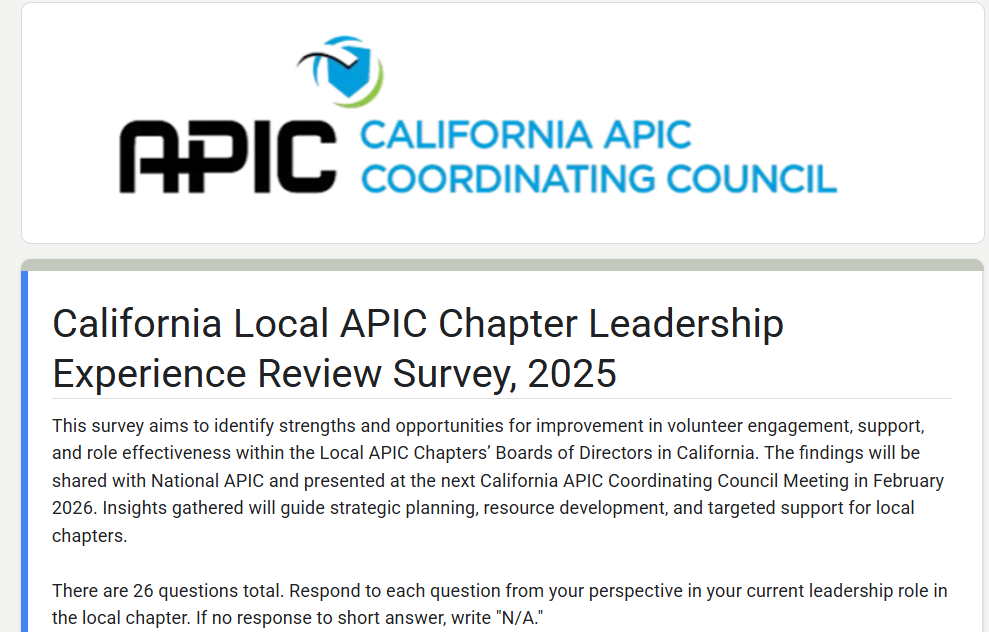 APIC
CALIFORNIA APIC
COORDINATING COUNCIL
California Local APIC Chapter Leadership
Experience Review Survey, 2025
This survey aims to identify strengths and opportunities for improvement in volunteer engagement, support,
and role effectiveness within the Local APIC Chapters’ Boards of Directors in California. The findings will be
shared with National APIC and presented at the next California APIC Coordinating Council Meeting in February
2026. Insights gathered will guide strategic planning, resource development, and targeted support for local
chapters.
There are 26 questions total. Respond to each question from your perspective in your current leadership role in
the local chapter. If no response to short answer, write "N/A."